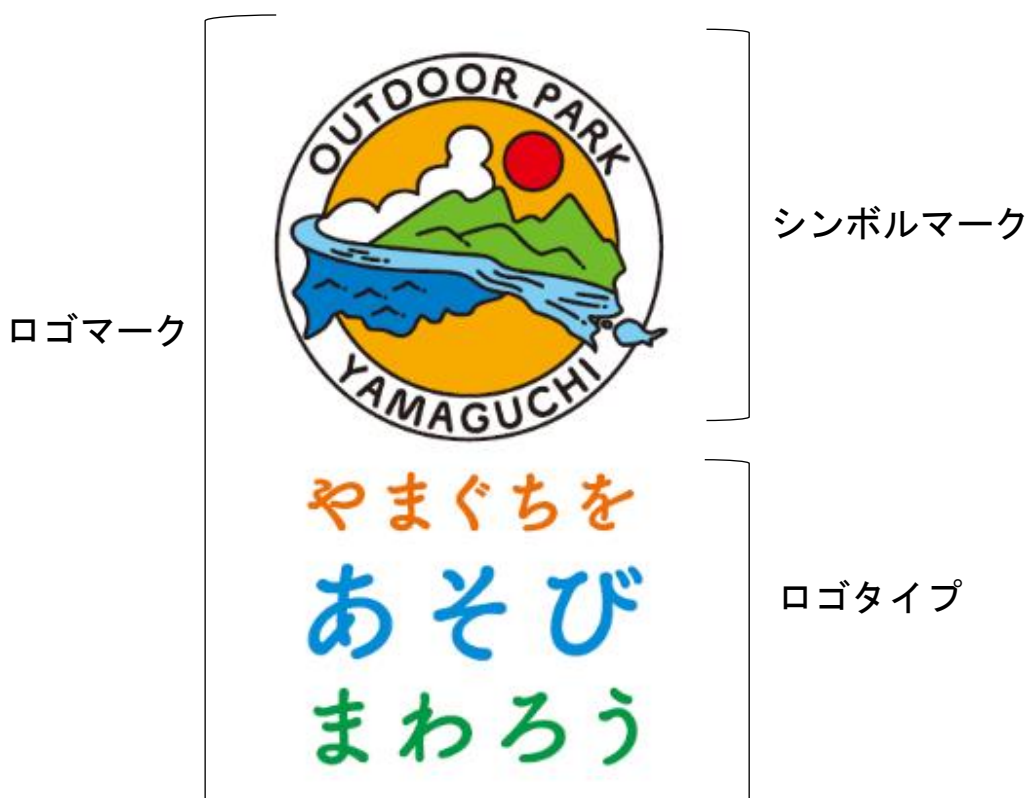 OUTDOOR PARK
シンボルマーク
ロゴマーク
YAMAGUCHI
やまぐちを
あそび
ロゴタイプ
まわろう